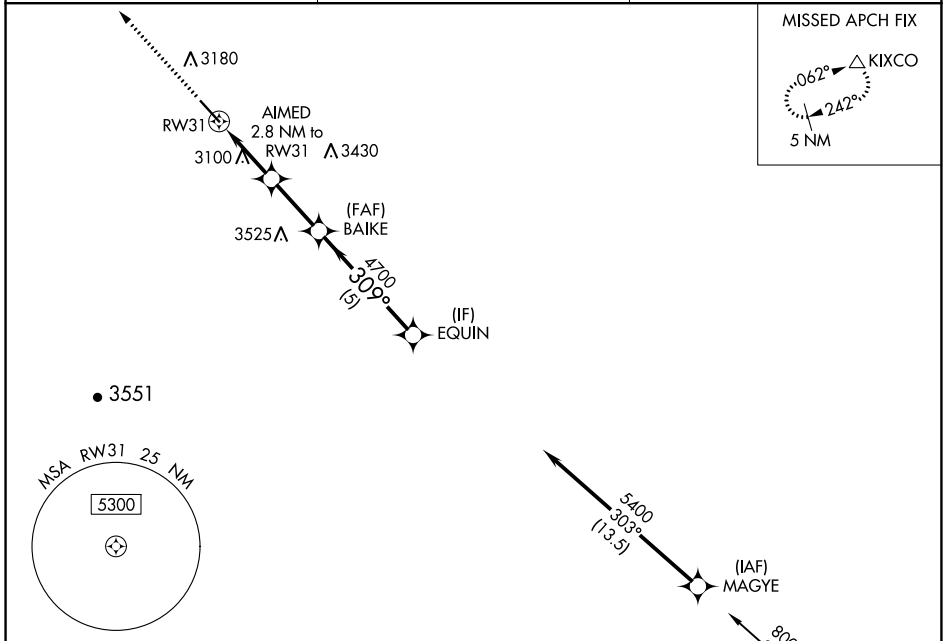 MISSED APCH FIX
KIXCO
062°
242°
5 NM
3180
RW31
AIMED
2.8 NM to
RW31
3100
3430
(FAF)
BAIKE
3525
4700
309°
(5)
(IF)
EQUIN
3551
MSA RW31 25 NM
5300
5400
303°
(13.5)
(IAF)
MAGYE